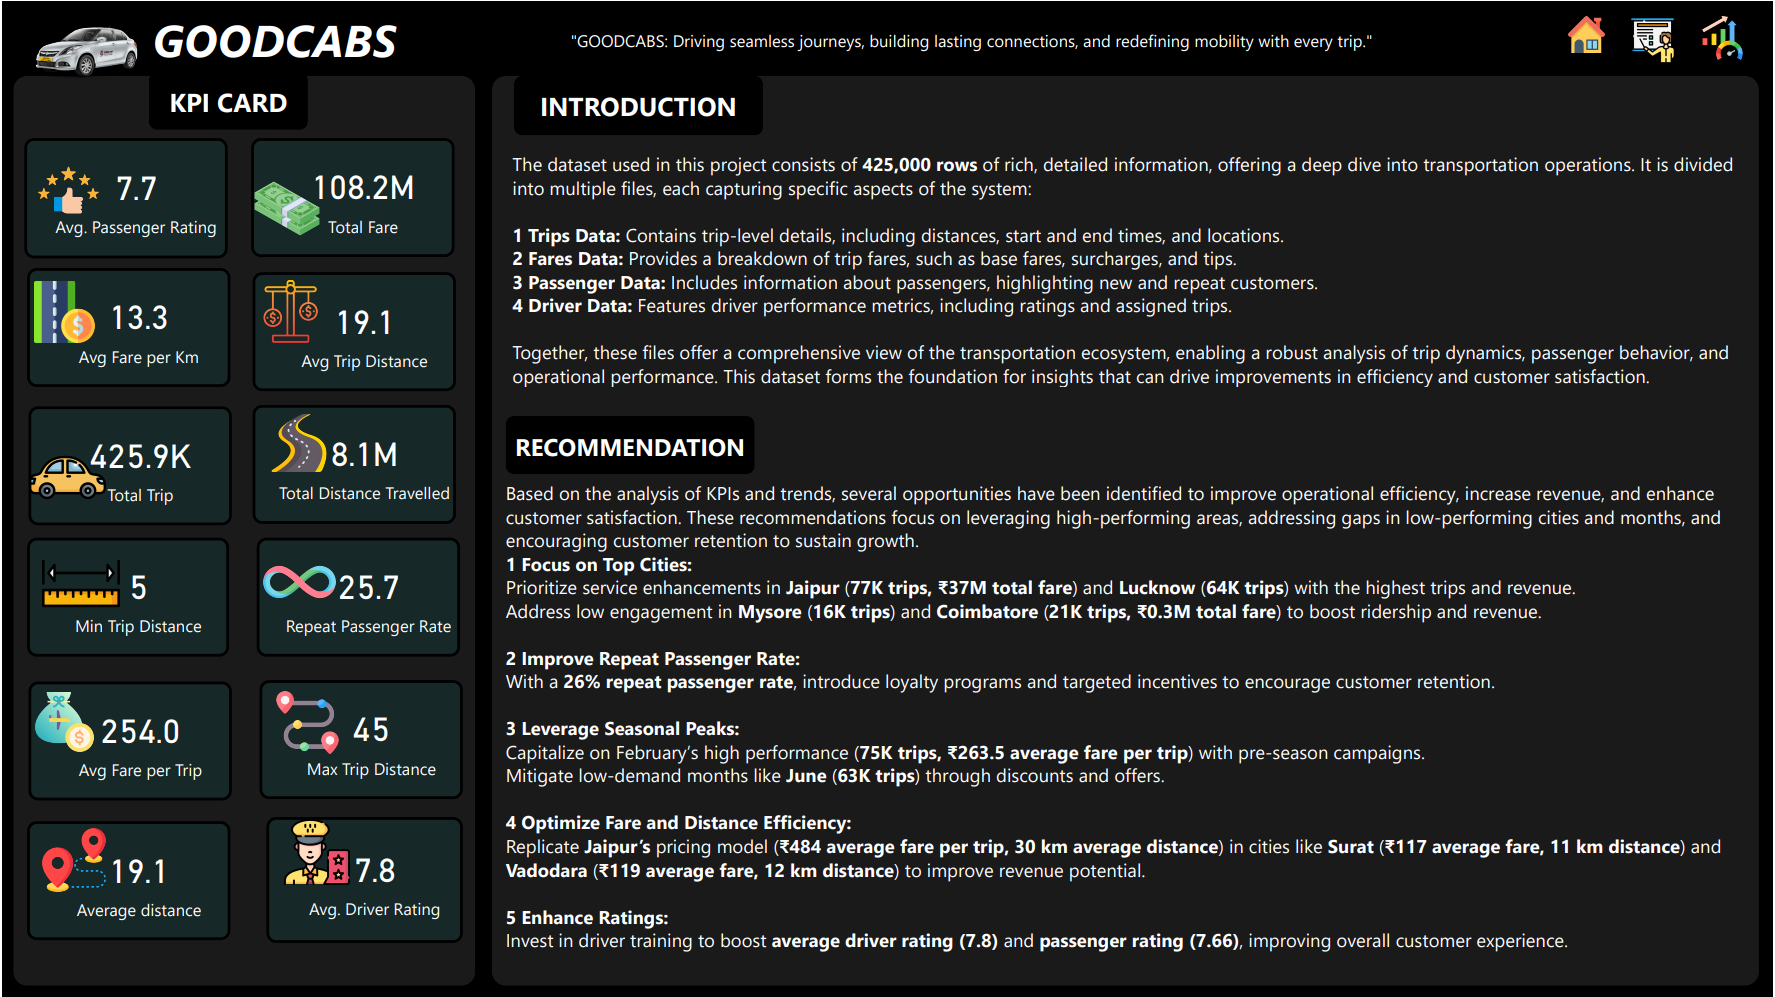 GOODCABS
"GOODCABS: Driving seamless journeys, building lasting connections, and redefining mobility with every trip."
KPI CARD
7.7
Avg. Passenger Rating
108.2M
Total Fare
13.3
Avg Fare per Km
19.1
Avg Trip Distance
425.9K
Total Trip
8.1M
Total Distance Travelled
5
Min Trip Distance
25.7
Repeat Passenger Rate
254.0
Avg Fare per Trip
45
Max Trip Distance
19.1
Average distance
7.8
Avg. Driver Rating
INTRODUCTION
The dataset used in this project consists of 425,000 rows of rich, detailed information, offering a deep dive into transportation operations. It is divided
into multiple files, each capturing specific aspects of the system:
1 Trips Data: Contains trip-level details, including distances, start and end times, and locations.
2 Fares Data: Provides a breakdown of trip fares, such as base fares, surcharges, and tips.
3 Passenger Data: Includes information about passengers, highlighting new and repeat customers.
4 Driver Data: Features driver performance metrics, including ratings and assigned trips.
Together, these files offer a comprehensive view of the transportation ecosystem, enabling a robust analysis of trip dynamics, passenger behavior, and
operational performance. This dataset forms the foundation for insights that can drive improvements in efficiency and customer satisfaction.
RECOMMENDATION
Based on the analysis of KPIs and trends, several opportunities have been identified to improve operational efficiency, increase revenue, and enhance
customer satisfaction. These recommendations focus on leveraging high-performing areas, addressing gaps in low-performing cities and months, and
encouraging customer retention to sustain growth.
1 Focus on Top Cities:
Prioritize service enhancements in Jaipur (77K trips, ₹37M total fare) and Lucknow (64K trips) with the highest trips and revenue.
Address low engagement in Mysore (16K trips) and Coimbatore (21K trips, ₹0.3M total fare) to boost ridership and revenue.
2 Improve Repeat Passenger Rate:
With a 26% repeat passenger rate, introduce loyalty programs and targeted incentives to encourage customer retention.
3 Leverage Seasonal Peaks:
Capitalize on February’s high performance (75K trips, ₹263.5 average fare per trip) with pre-season campaigns.
Mitigate low-demand months like June (63K trips) through discounts and offers.
4 Optimize Fare and Distance Efficiency:
Replicate Jaipur’s pricing model (₹484 average fare per trip, 30 km average distance) in cities like Surat (₹117 average fare, 11 km distance) and
Vadodara (₹119 average fare, 12 km distance) to improve revenue potential.
5 Enhance Ratings:
Invest in driver training to boost average driver rating (7.8) and passenger rating (7.66), improving overall customer experience.